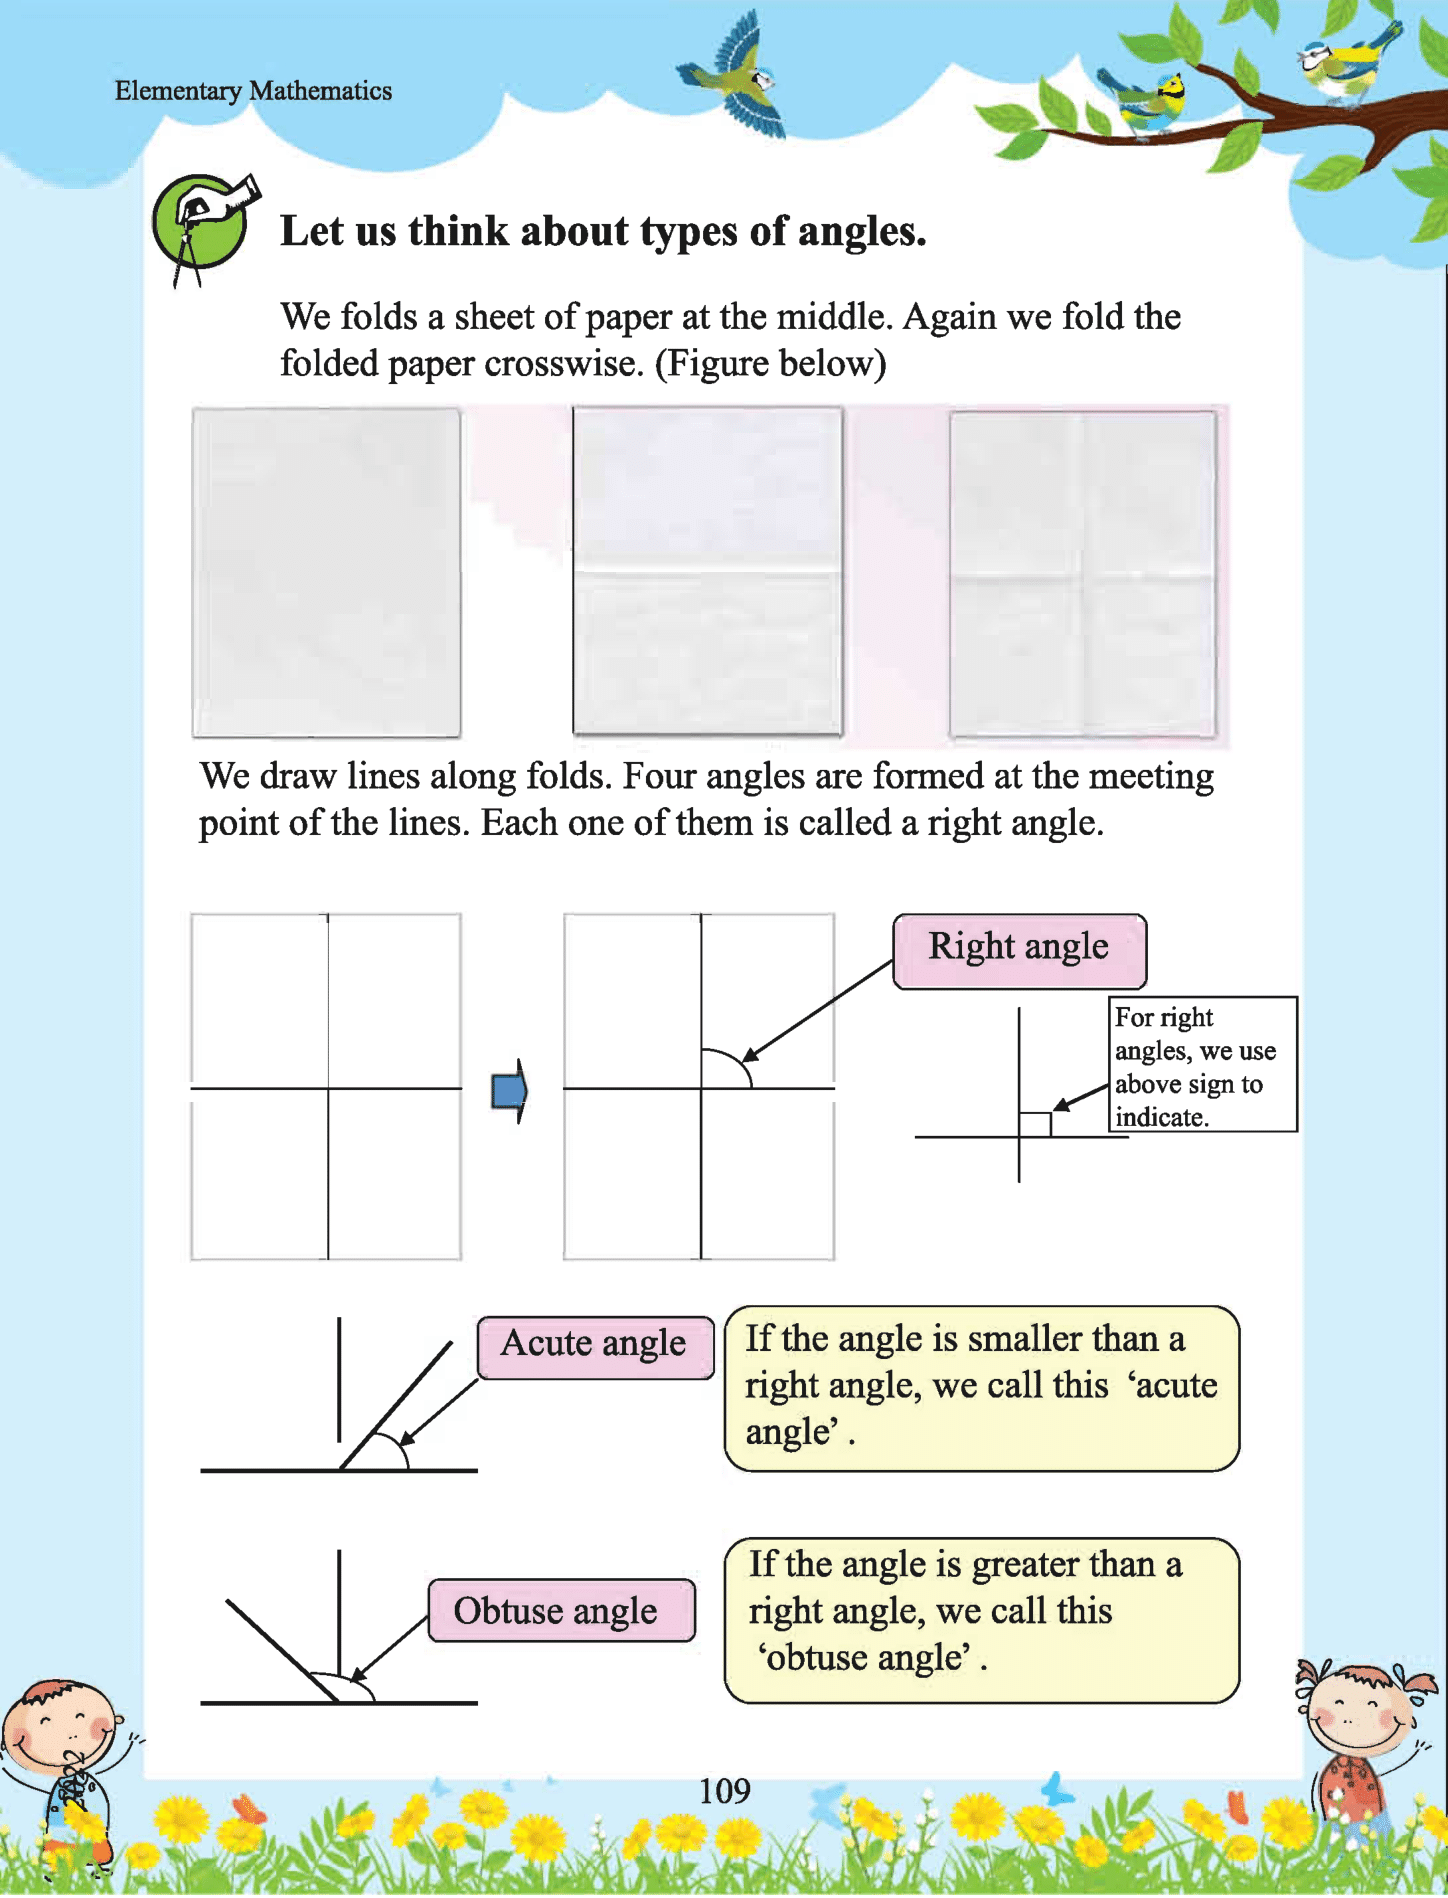 Elementary Mathematics
Let us think about types of angles.
We folds a sheet of paper at the middle. Again we fold the
folded paper crosswise. (Figure below)
We draw lines along folds. Four angles are formed at the meeting
point of the lines. Each one of them is called a right angle.
Right angle
For right
angles, we use
above sign to
indicate.
Acute angle
If the angle is smaller than a
right angle, we call this ‘acute
angle’ .
Obtuse angle
If the angle is greater than a
right angle, we call this
‘obtuse angle’ .
109
2022